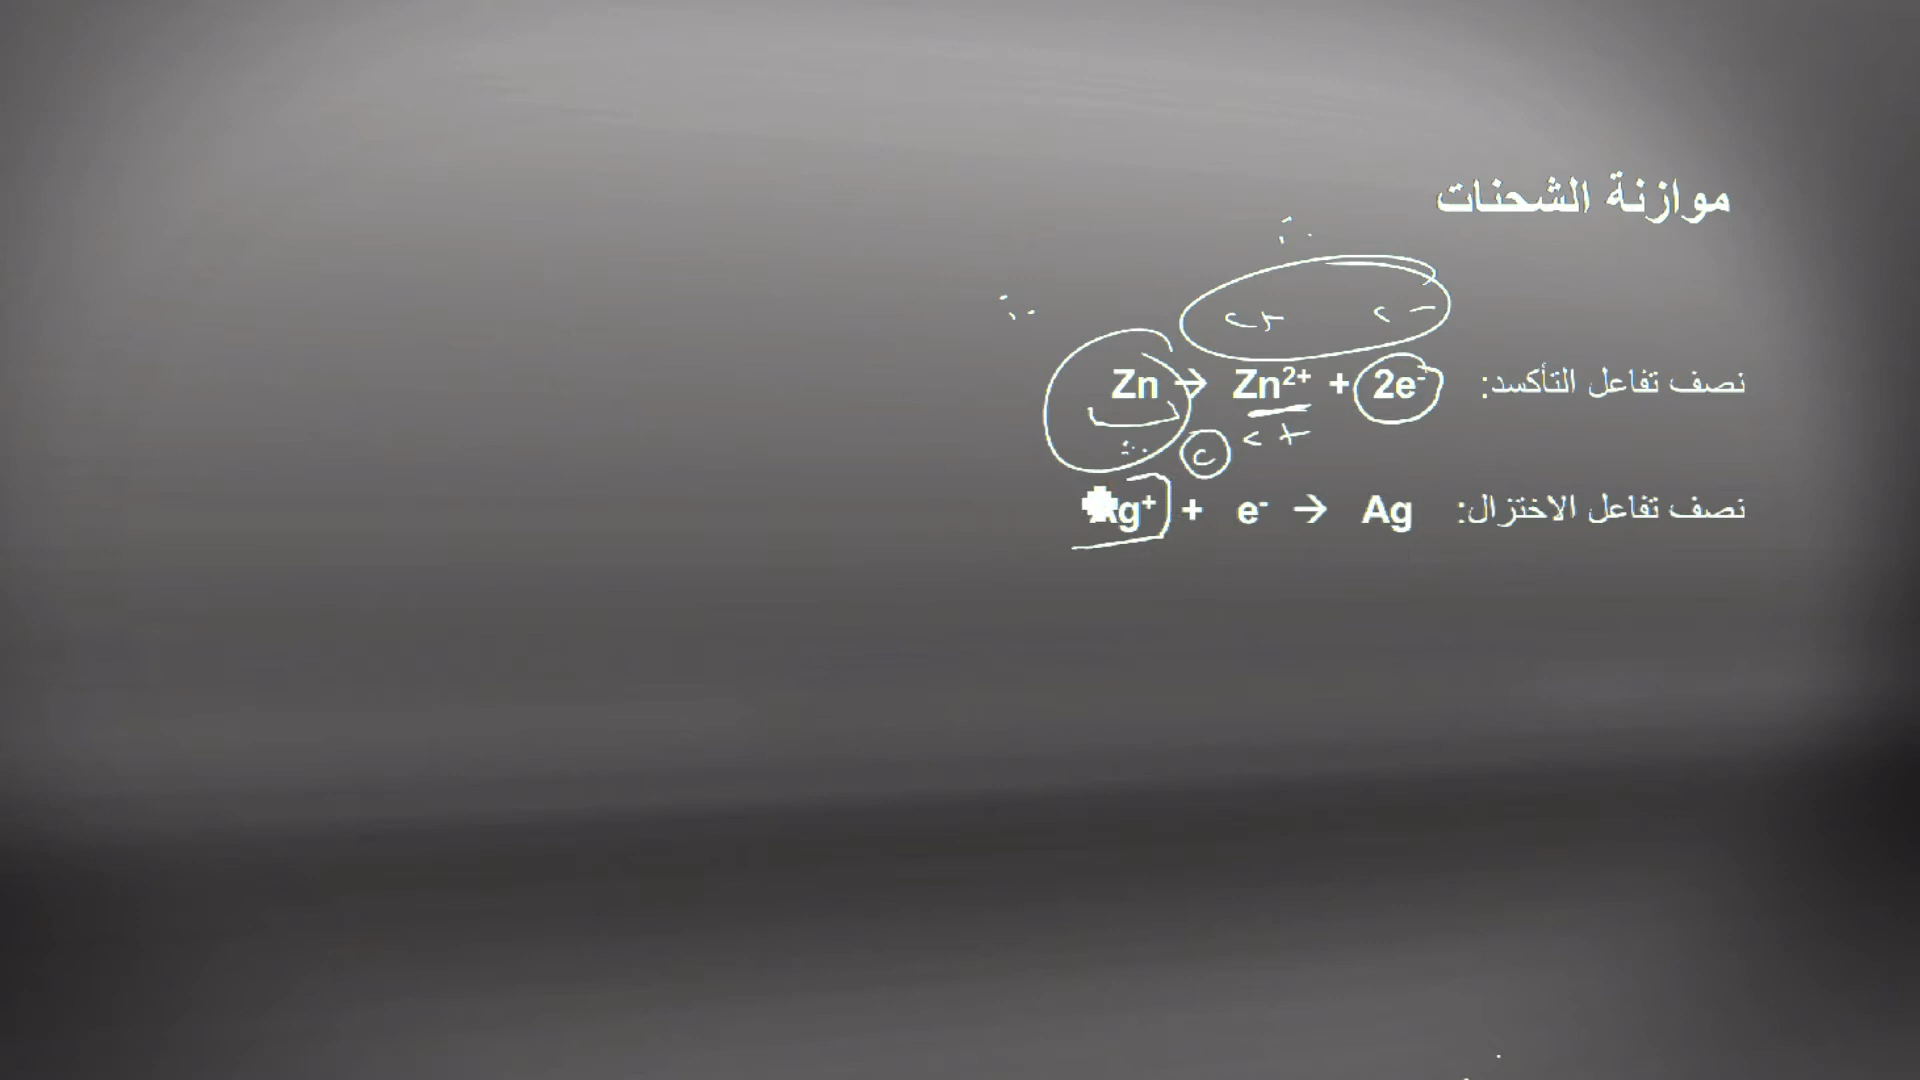 موازنة الشحنات
نصف تفاعل التأكسد: Zn → Zn²⁺ + 2e⁻
نصف تفاعل الاختزال: Ag⁺ + e⁻ → Ag